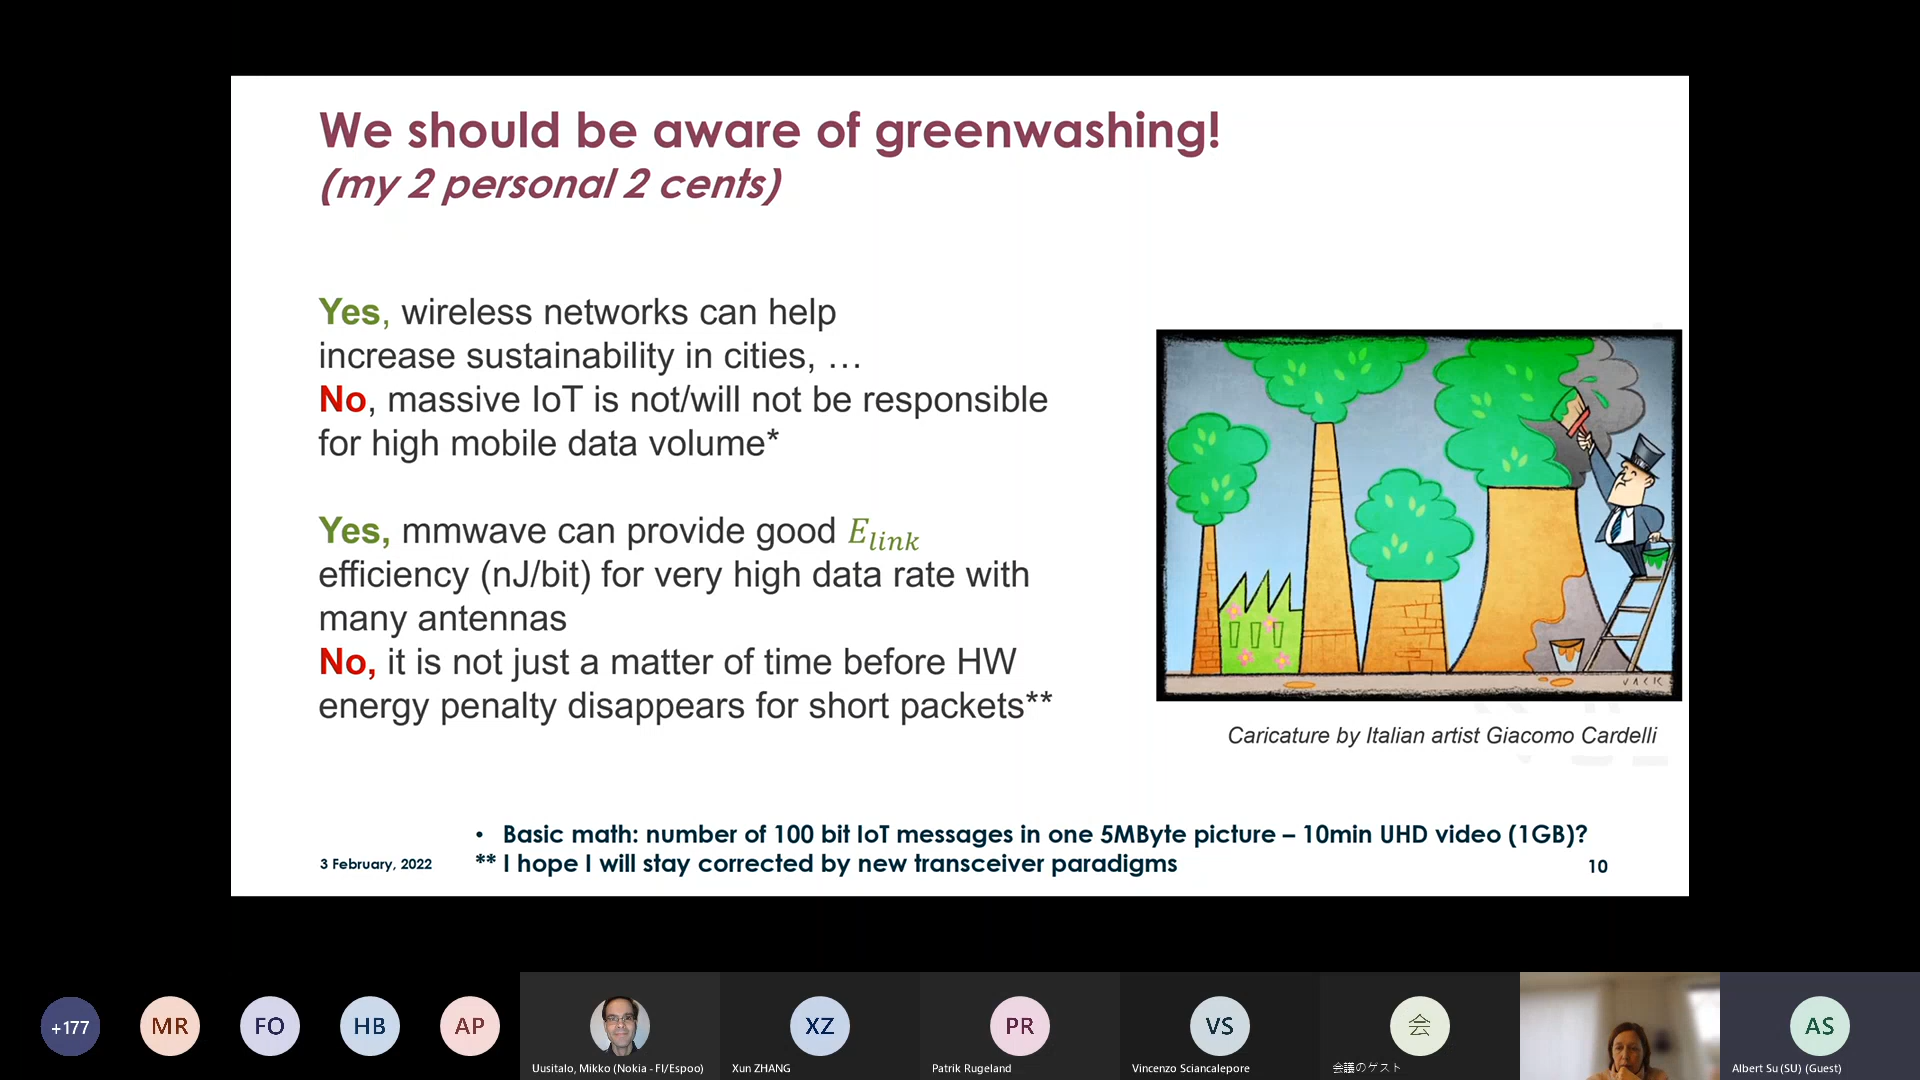 We should be aware of greenwashing!
(my 2 personal 2 cents)
Yes, wireless networks can help
increase sustainability in cities, …
No, massive IoT is not/will not be responsible
for high mobile data volume*
Yes, mmwave can provide good E_link
efficiency (nJ/bit) for very high data rate with
many antennas
No, it is not just a matter of time before HW
energy penalty disappears for short packets**
VACK
Caricature by Italian artist Giacomo Cardelli
• Basic math: number of 100 bit IoT messages in one 5MByte picture – 10min UHD video (1GB)?
** I hope I will stay corrected by new transceiver paradigms
3 February, 2022
10
+177
MR
FO
HB
AP
Uusitalo, Mikko (Nokia - FI/Espoo)
XZ
Xun ZHANG
PR
Patrik Rugeland
VS
Vincenzo Sciancalepore
会
会議のゲスト
AS
Albert Su (SU) (Guest)